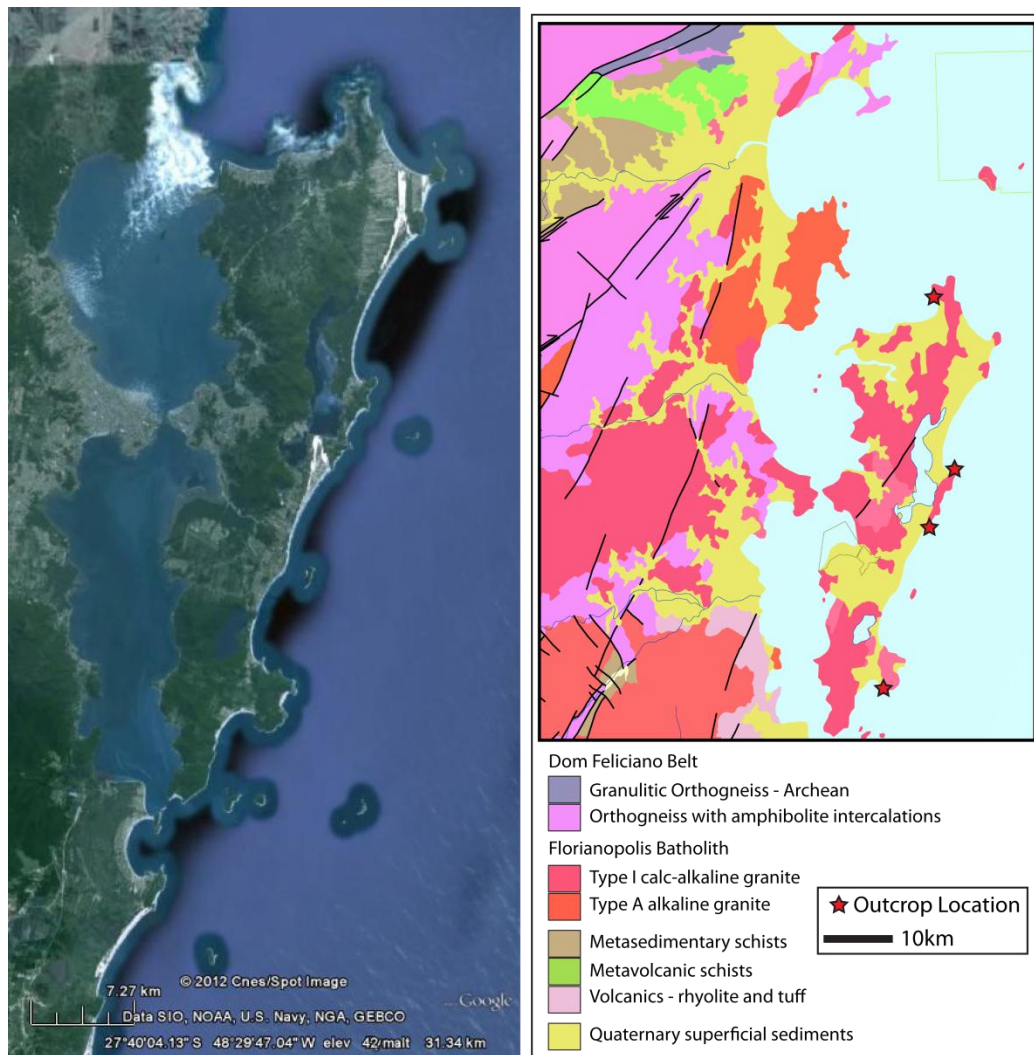 © 2012 Cnes/Spot Image
7.27 km
Google
Data SIO, NOAA, U.S. Navy, NGA, GEBCO
27°40'04.13" S 48°29'47.04" W elev 42 malt 31.34 km
Dom Feliciano Belt
Granulitic Orthogneiss - Archean
Orthogneiss with amphibolite intercalations
Florianopolis Batholith
Type I calc-alkaline granite
Type A alkaline granite
Outcrop Location
10km
Metasedimentary schists
Metavolcanic schists
Volcanics - rhyolite and tuff
Quaternary superficial sediments